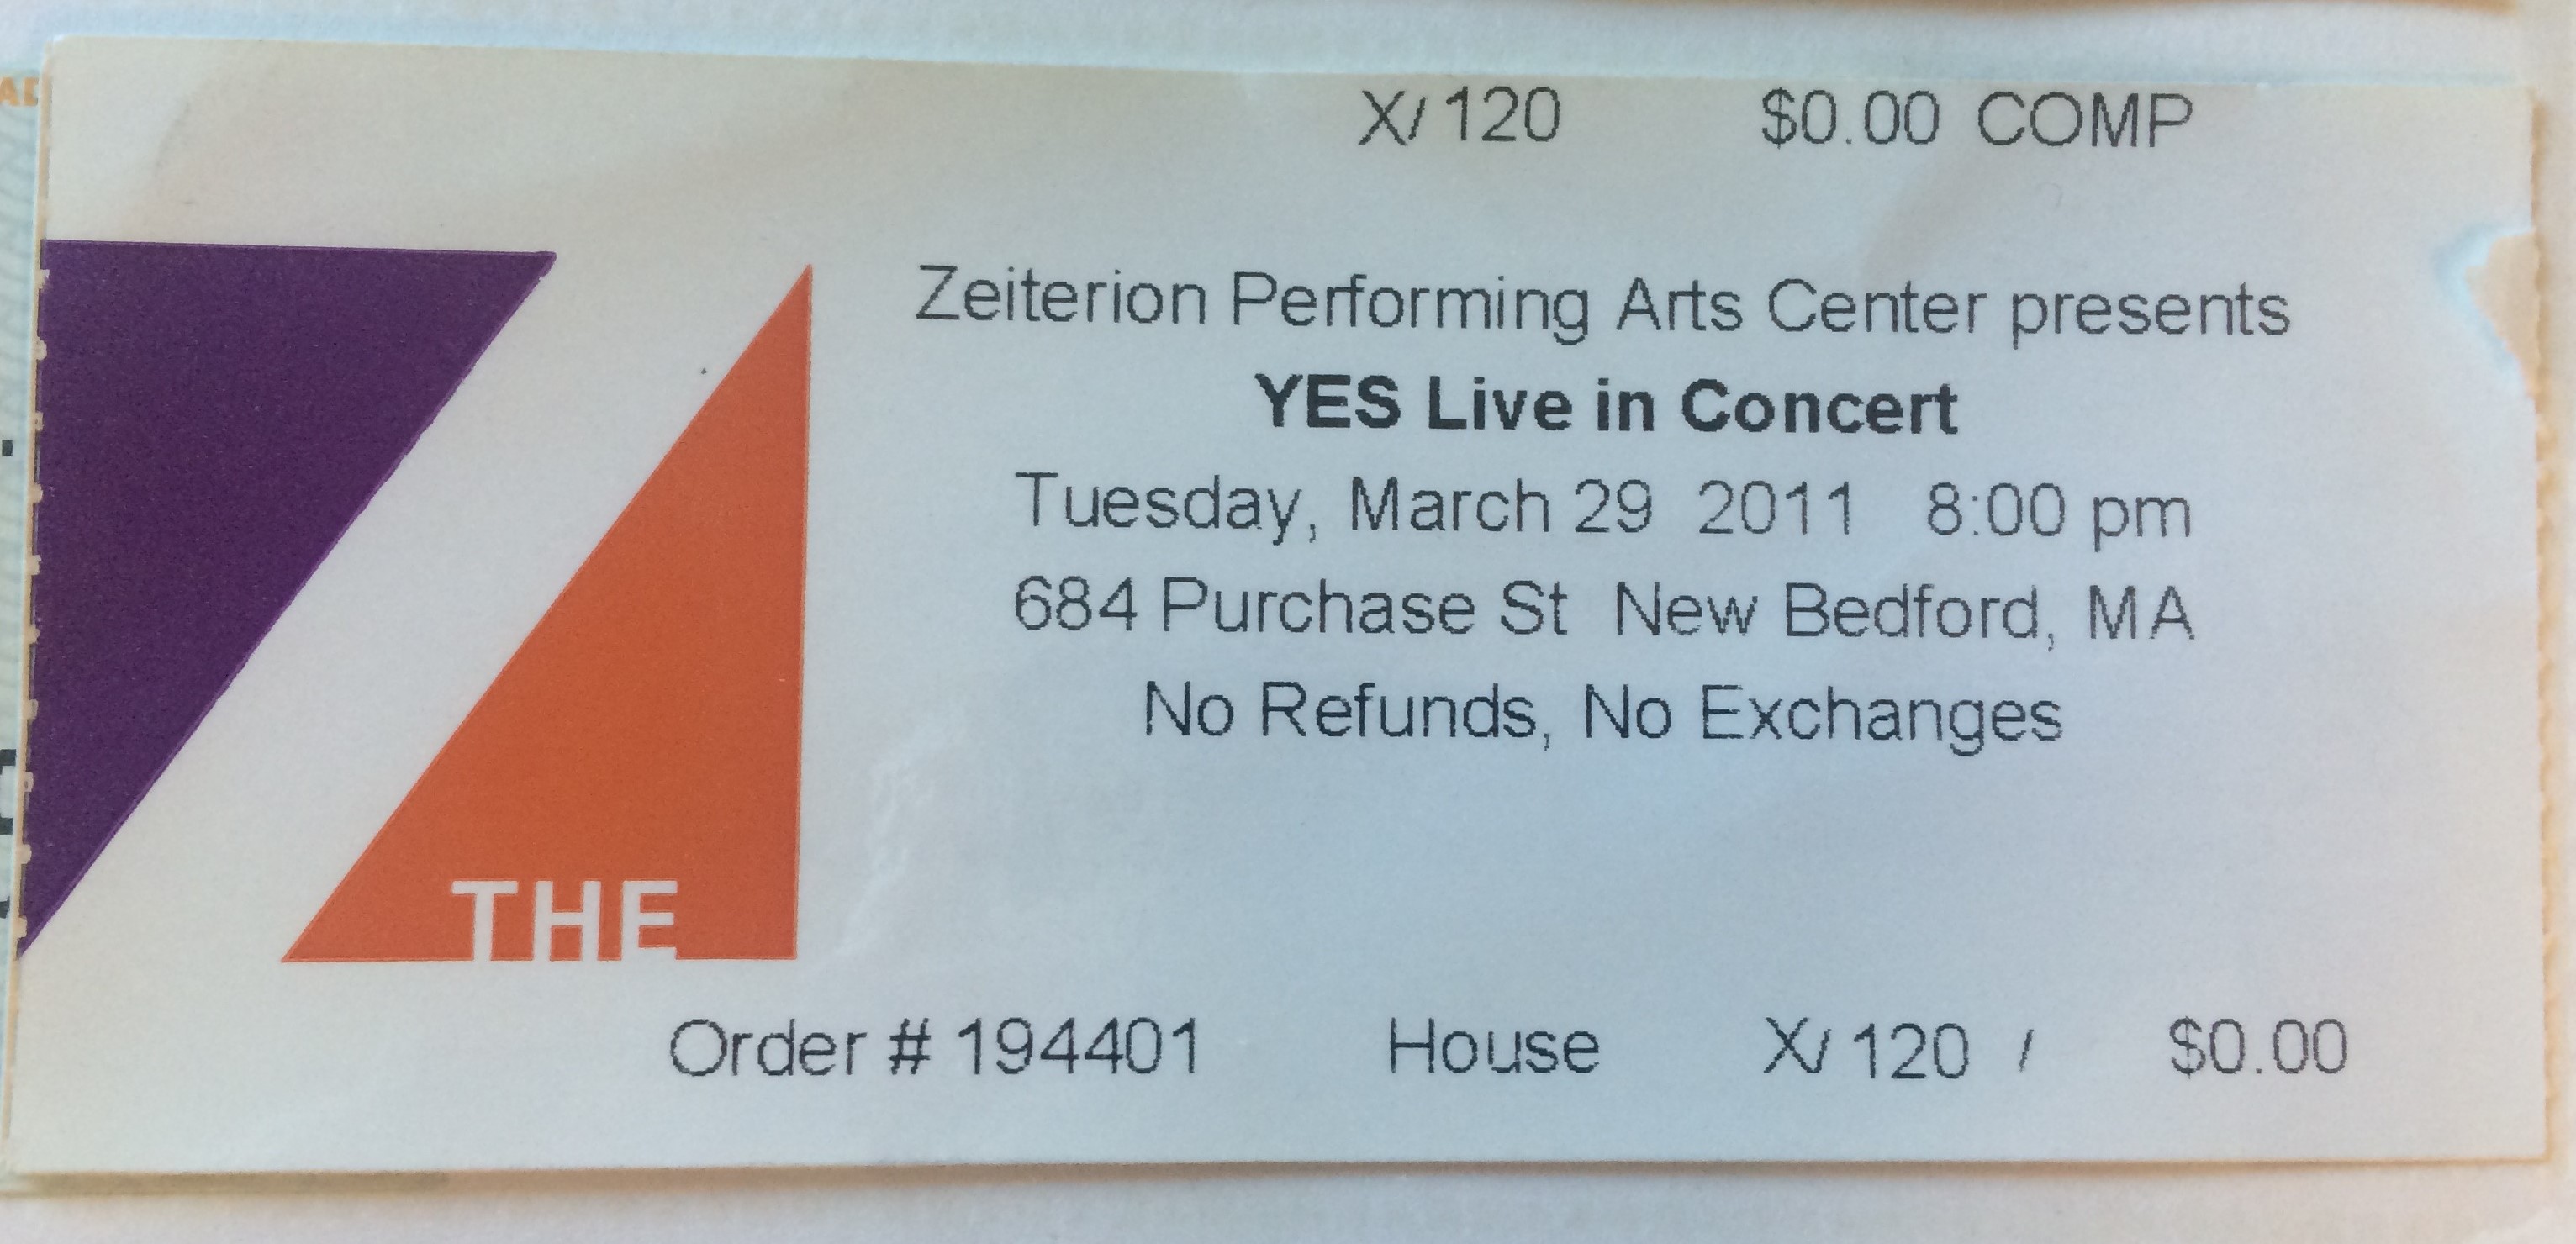 X/ 120 $0.00 COMP
Zeiterion Performing Arts Center presents
YES Live in Concert
Tuesday, March 29 2011 8:00 pm
684 Purchase St New Bedford, MA
No Refunds, No Exchanges
THE
Order # 194401 House X/ 120 / $0.00